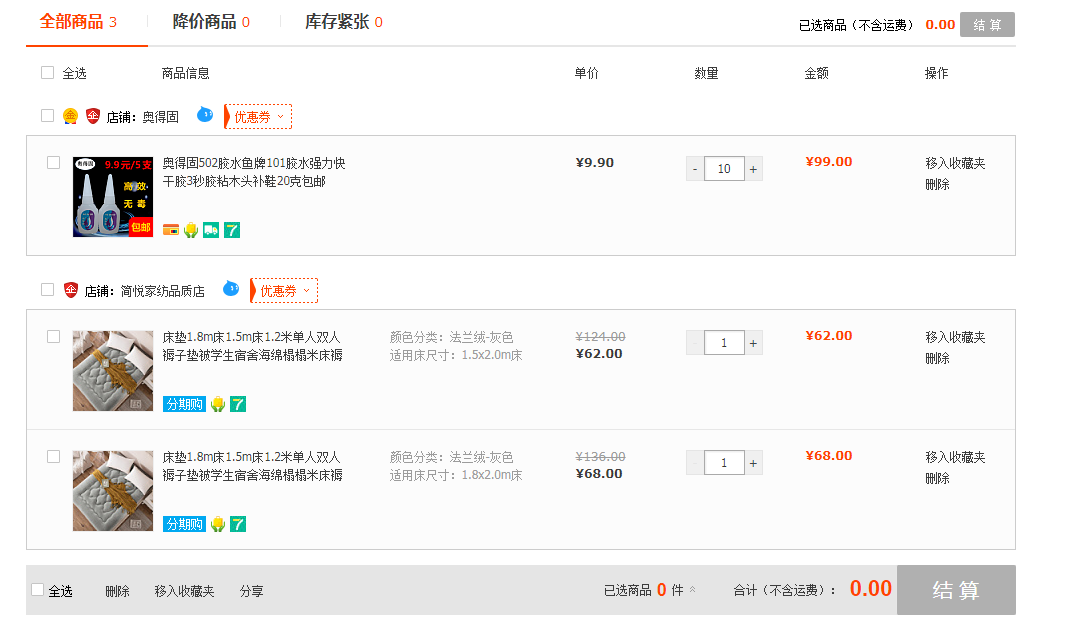 全部商品 3 降价商品 0 库存紧张 0 已选商品（不含运费） 0.00 结 算
全选 商品信息 单价 数量 金额 操作
店铺：奥得固 优惠券
奥得固 9.9元/5支
高效
无毒
包邮
奥得固502胶水鱼牌101胶水强力快
干胶3秒胶粘木头补鞋20克包邮
7
¥9.90
- 10 +
¥99.00
移入收藏夹
删除
店铺：简悦家纺品质店 优惠券
床垫1.8m床1.5m床1.2米单人双人
褥子垫被学生宿舍海绵榻榻米床褥
分期购 7
颜色分类：法兰绒-灰色
适用床尺寸：1.5x2.0m床
¥124.00
¥62.00
- 1 +
¥62.00
移入收藏夹
删除
床垫1.8m床1.5m床1.2米单人双人
褥子垫被学生宿舍海绵榻榻米床褥
分期购 7
颜色分类：法兰绒-灰色
适用床尺寸：1.8x2.0m床
¥136.00
¥68.00
- 1 +
¥68.00
移入收藏夹
删除
全选 删除 移入收藏夹 分享 已选商品 0 件 合计（不含运费）： 0.00 结 算